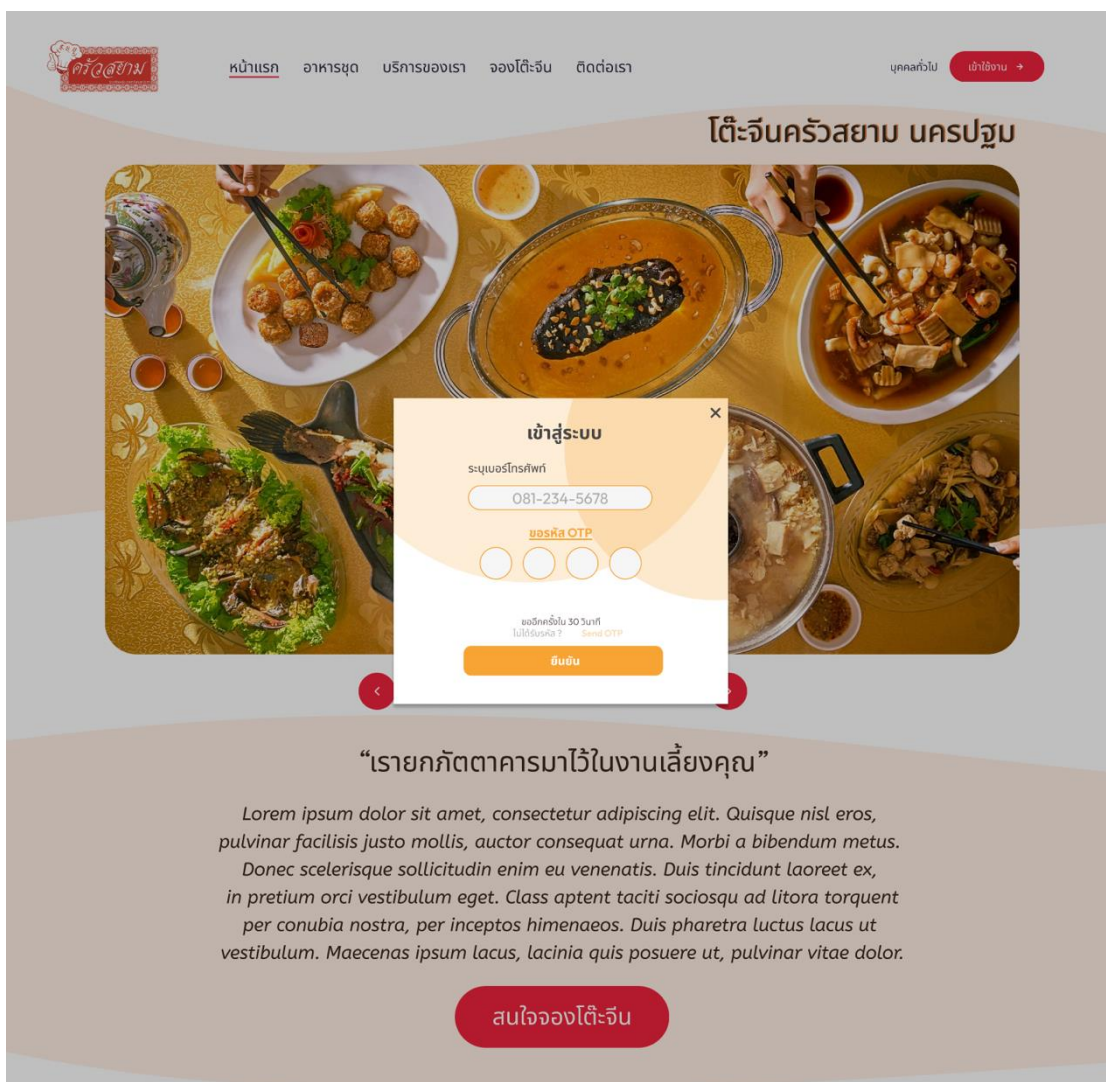 ครัวสยาม
หน้าแรก อาหารชุด บริการของเรา จองโต๊ะจีน ติดต่อเรา บุคคลทั่วไป เข้าใช้งาน →
โต๊ะจีนครัวสยาม นครปฐม
เข้าสู่ระบบ
ระบุเบอร์โทรศัพท์
081-234-5678
ขอรหัส OTP
ขออีกครั้งใน 30 วินาที
ไม่ได้รับรหัส ? Send OTP
ยืนยัน
“เรายกภัตตาคารมาไว้ในงานเลี้ยงคุณ”
Lorem ipsum dolor sit amet, consectetur adipiscing elit. Quisque nisl eros,
pulvinar facilisis justo mollis, auctor consequat urna. Morbi a bibendum metus.
Donec scelerisque sollicitudin enim eu venenatis. Duis tincidunt laoreet ex,
in pretium orci vestibulum eget. Class aptent taciti sociosqu ad litora torquent
per conubia nostra, per inceptos himenaeos. Duis pharetra luctus lacus ut
vestibulum. Maecenas ipsum lacus, lacinia quis posuere ut, pulvinar vitae dolor.
สนใจจองโต๊ะจีน